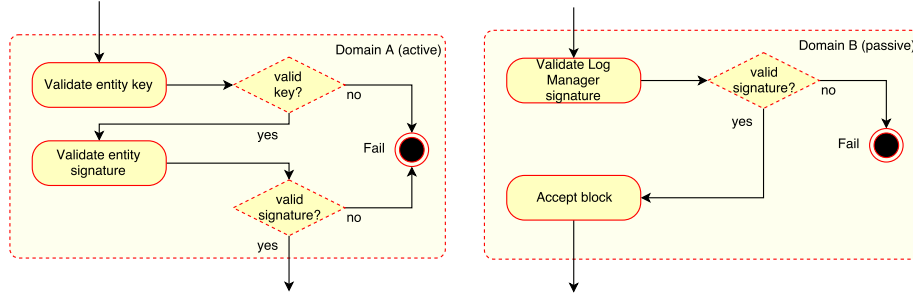 Domain A (active)
Validate entity key
valid
key?
no
yes
Validate entity
signature
Fail
valid
signature?
no
yes
Domain B (passive)
Validate Log
Manager
signature
valid
signature?
no
yes
Fail
Accept block